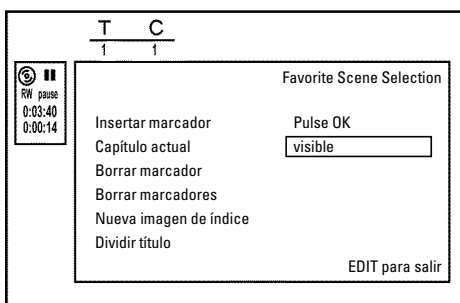 T C
1 1
RW pause
0:03:40
0:00:14
Favorite Scene Selection
Insertar marcador Pulse OK
Capítulo actual visible
Borrar marcador
Borrar marcadores
Nueva imagen de índice
Dividir título
EDIT para salir